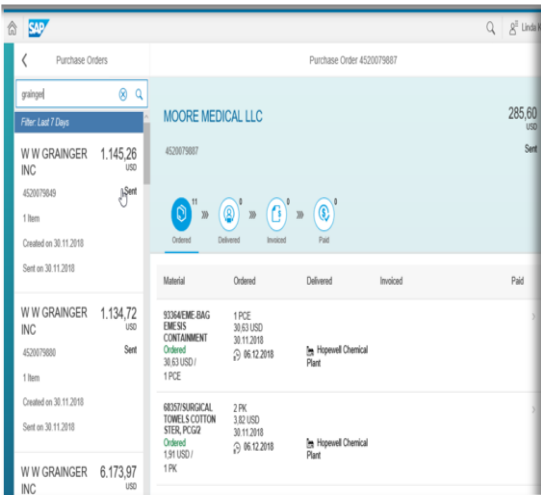 SAP
Linda K
Purchase Orders
Purchase Order 4520079887
grainger
Filter: Last 7 Days
W W GRAINGER INC 1.145,26
USD
4520079849 Sent
1 Item
Created on 30.11.2018
Sent on 30.11.2018
W W GRAINGER INC 1.134,72
USD
4520079880 Sent
1 Item
Created on 30.11.2018
Sent on 30.11.2018
W W GRAINGER INC 6.173,97
USD
MOORE MEDICAL LLC 285,60
USD
4520079887 Sent
11 0 0 0
Ordered Delivered Invoiced Paid
Material Ordered Delivered Invoiced Paid
93364/EME-BAG 1 PCE
EMESIS 30,63 USD
CONTAINMENT 30.11.2018
Ordered 06.12.2018 Hopewell Chemical
30,63 USD / Plant
1 PCE
68357/SURGICAL 2 PK
TOWELS COTTON 3,82 USD
STER, PCG/2 30.11.2018
Ordered 06.12.2018 Hopewell Chemical
1,91 USD / Plant
1 PK